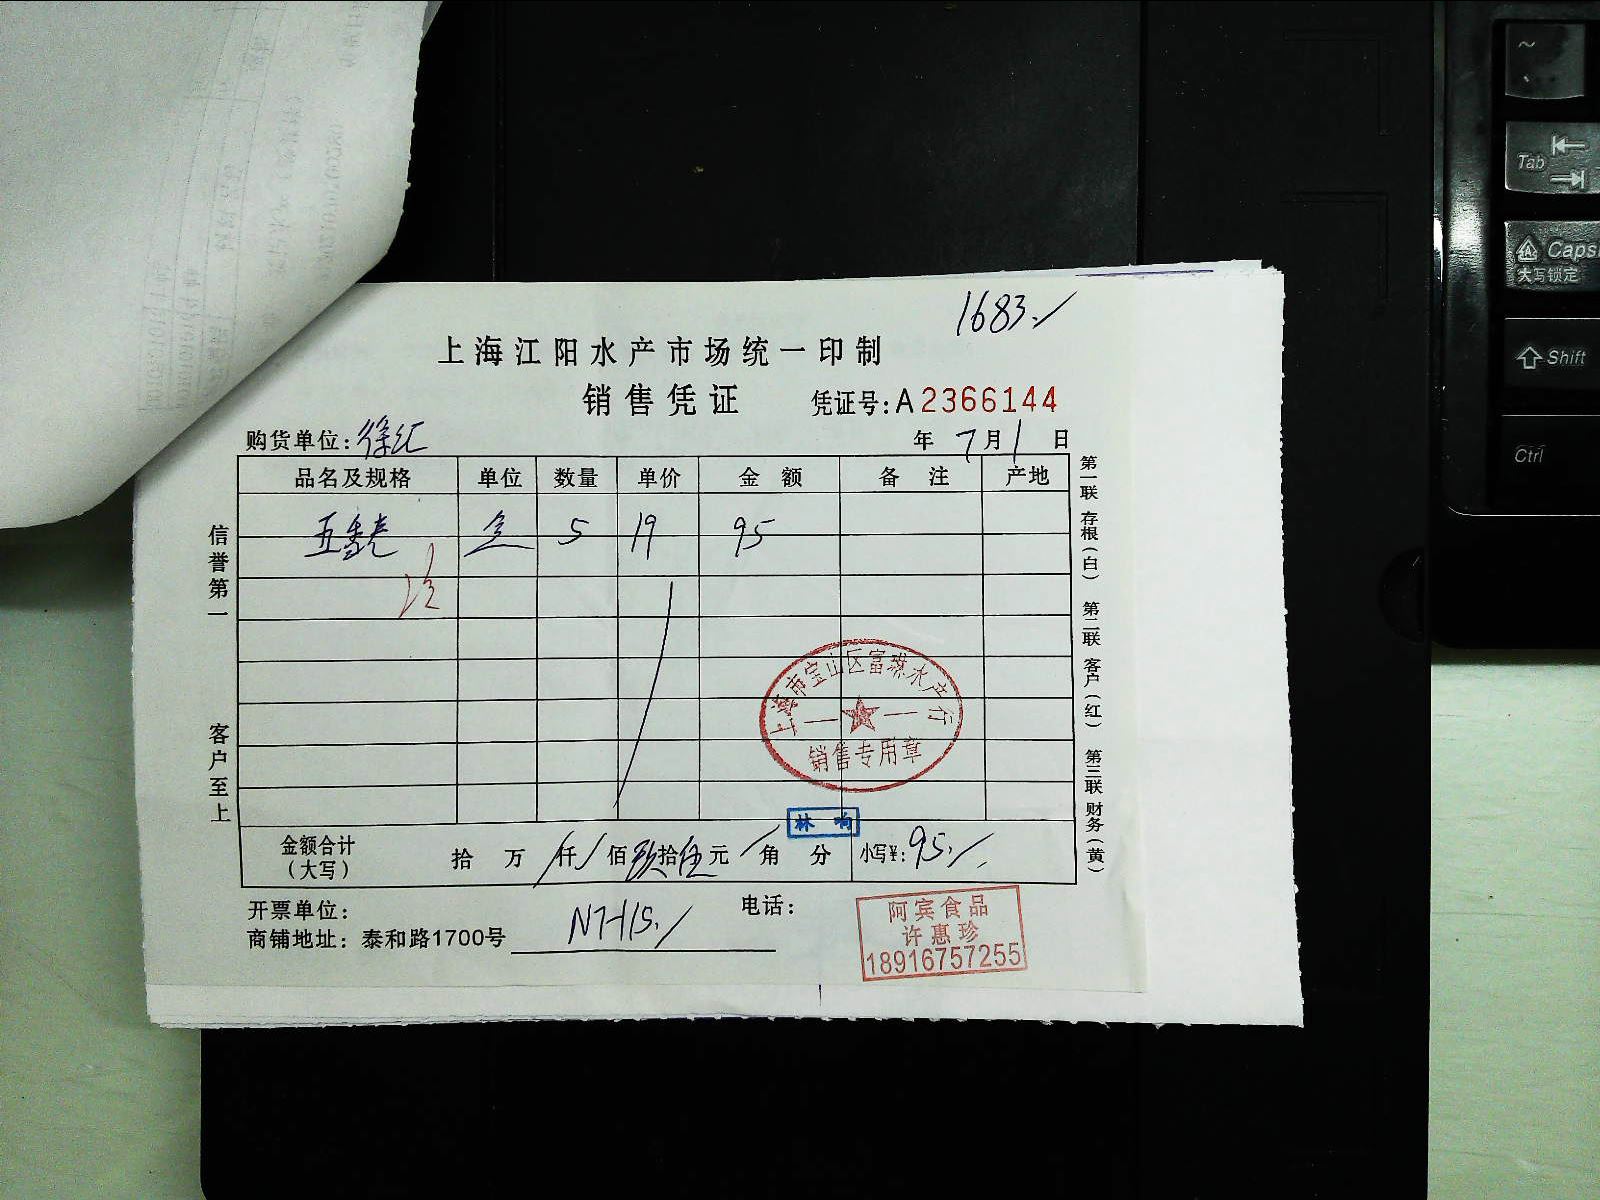 1683./
上海江阳水产市场统一印制
销售凭证 凭证号:A2366144
购货单位:徐汇 年 7月1日
品名及规格 单位 数量 单价 金额 备注 产地
5 19 95
信誉第一
客户至上
第一联 存根(白) 第二联 客户(红) 第三联 财务(黄)
上海市宝山区富琳水产行
销售专用章
林
金额合计 拾 万 仟 佰 玖拾伍元 角 分 小写¥:95./
(大写)
开票单位: 电话:
商铺地址:泰和路1700号
阿宾食品
许惠珍
18916757255
~
Tab
Caps
大写锁定
Shift
Ctrl